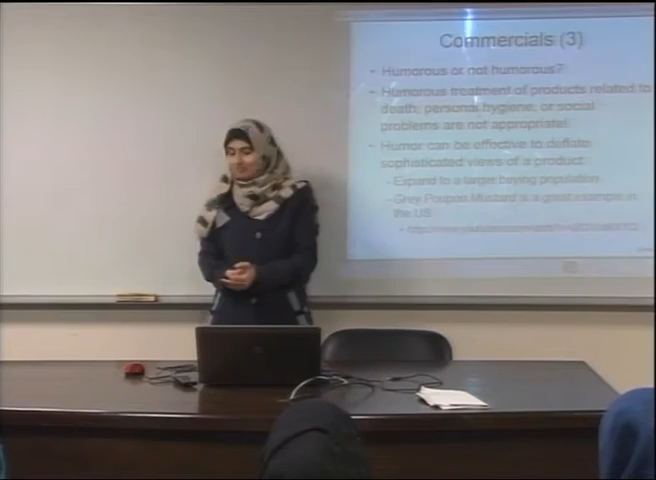 Commercials (3)
• Humorous or not humorous?
• Humorous treatment of products related to
death, personal hygiene, or social
problems are not appropriate!
• Humor can be effective to deflate
sophisticated views of a product
–Expand to a larger buying population
–Grey Poupon Mustard is a great example in
the US